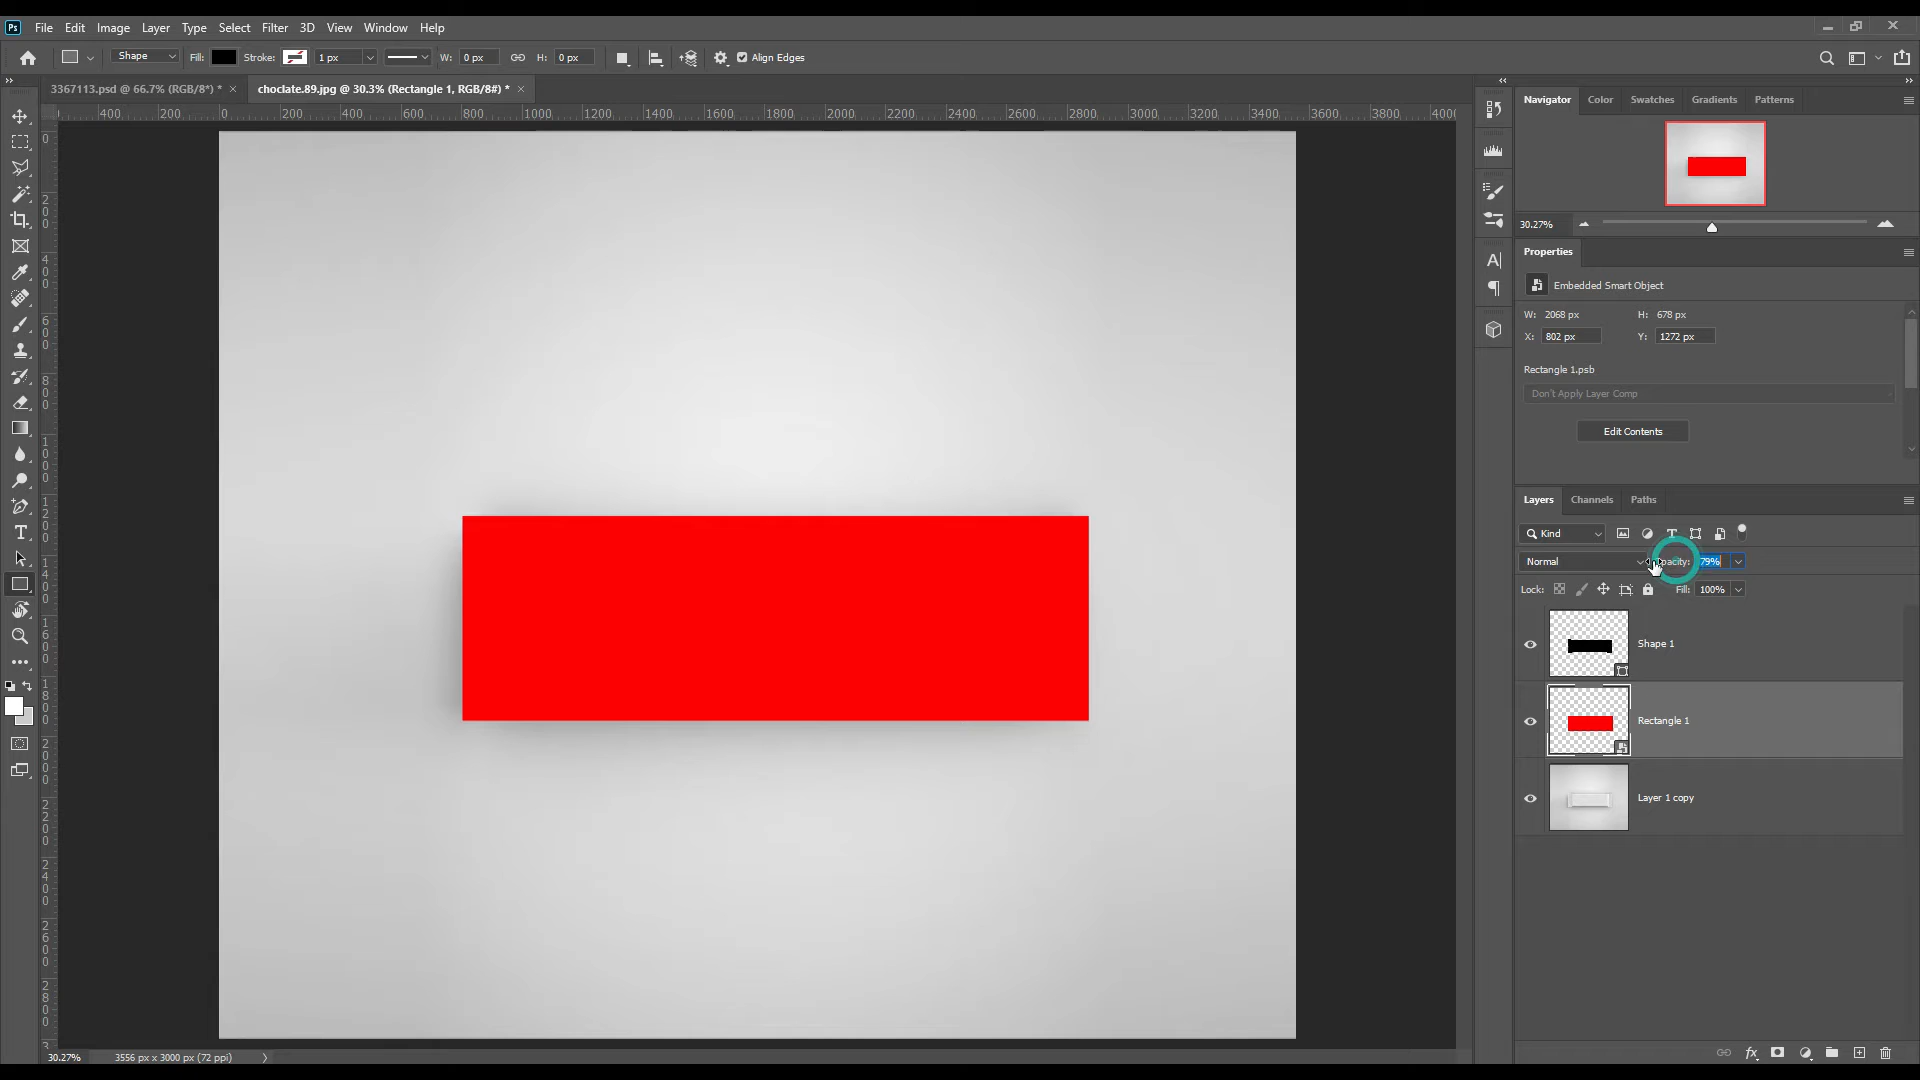 Ps File Edit Image Layer Type Select Filter 3D View Window Help
Shape Fill: Stroke: 1 px W: 0 px H: 0 px Align Edges
3367113.psd @ 66.7% (RGB/8*) * × choclate.89.jpg @ 30.3% (Rectangle 1, RGB/8#) * ×
400 200 0 200 400 600 800 1000 1200 1400 1600 1800 2000 2200 2400 2600 2800 3000 3200 3400 3600 3800 4000
Navigator Color Swatches Gradients Patterns
30.27%
Properties
Embedded Smart Object
W: 2068 px H: 678 px
X: 802 px Y: 1272 px
Rectangle 1.psb
Don't Apply Layer Comp
Edit Contents
Layers Channels Paths
Kind
Normal pacity: 79%
Lock: Fill: 100%
Shape 1
Rectangle 1
Layer 1 copy
fx
30.27% 3556 px x 3000 px (72 ppi)